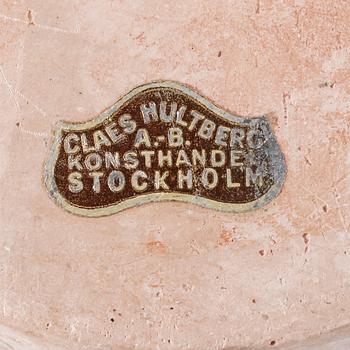 CLAES HULTBERG
A.-B.
KONSTHANDEL
STOCKHOLM